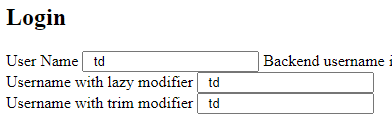 Login
User Name td Backend username i
Username with lazy modifier td
Username with trim modifier td